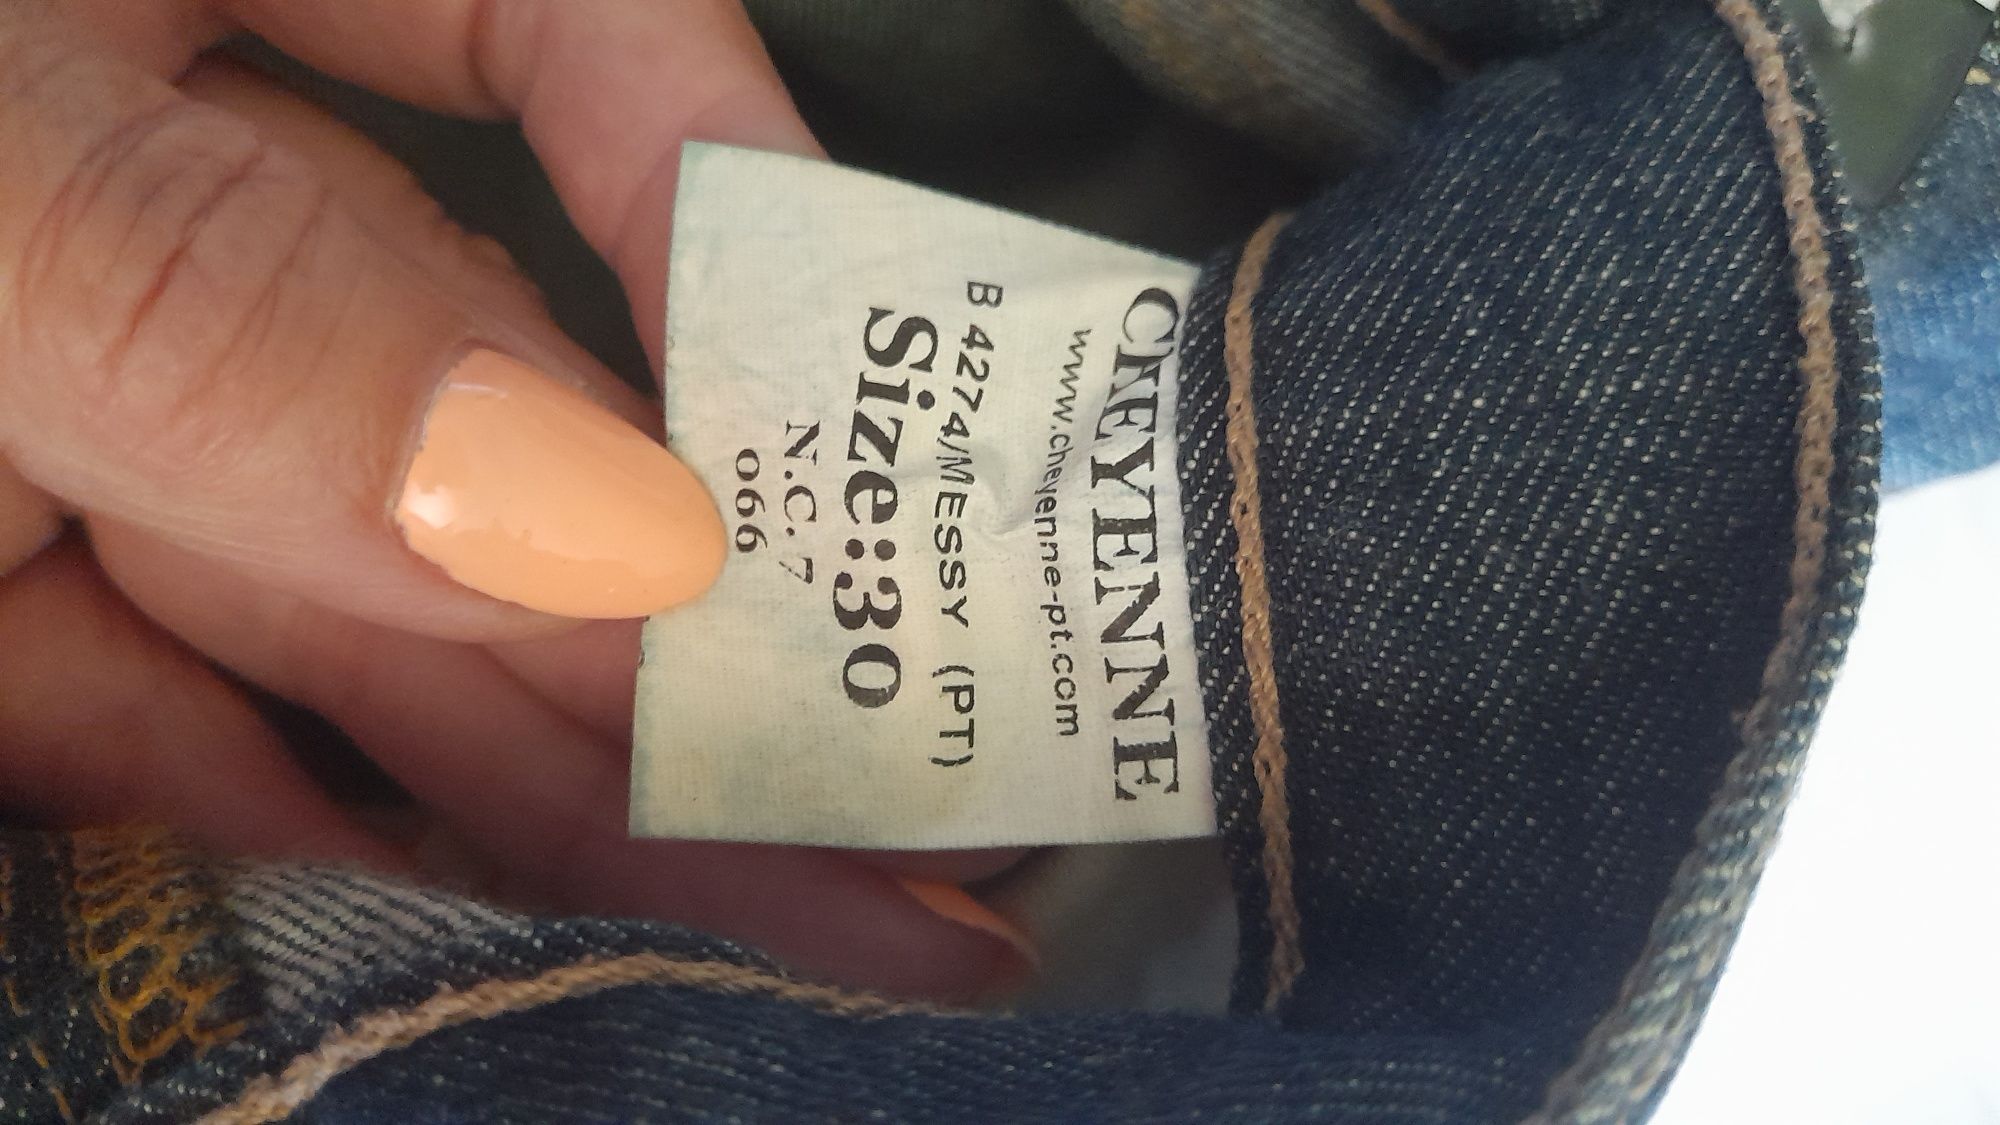 CHEYENNE
www.cheyenne-pt.com
B 4274/MESSY (PT)
Size:30
N.C. 7
066